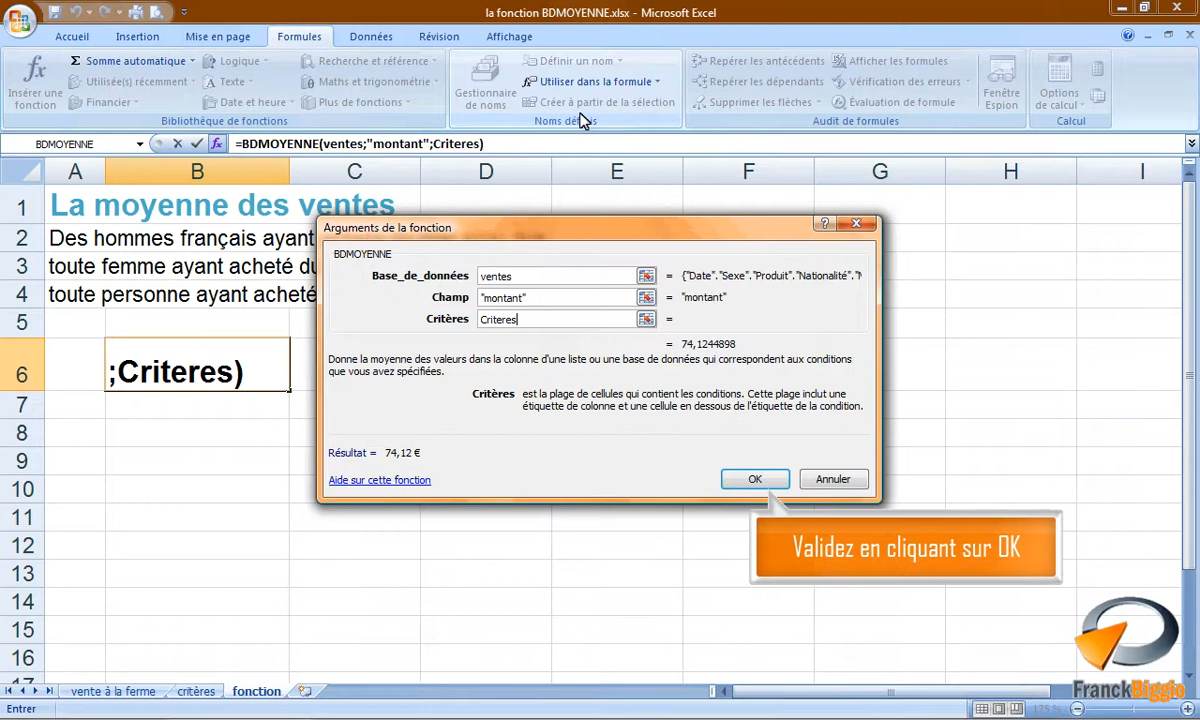 la fonction BDMOYENNE.xlsx - Microsoft Excel
Accueil Insertion Mise en page Formules Données Révision Affichage
Insérer une fonction
Σ Somme automatique
Utilisé(s) récemment
Financier
Logique
Texte
Date et heure
Recherche et référence
Maths et trigonométrie
Plus de fonctions
Bibliothèque de fonctions
Gestionnaire de noms
Définir un nom
Utiliser dans la formule
Créer à partir de la sélection
Noms définis
Repérer les antécédents
Repérer les dépendants
Supprimer les flèches
Afficher les formules
Vérification des erreurs
Évaluation de formule
Audit de formules
Fenêtre Espion
Options de calcul
Calcul
BDMOYENNE
fx
=BDMOYENNE(ventes;"montant";Criteres)
A B C D E F G H I
1 La moyenne des ventes
2 Des hommes français ayant
3 toute femme ayant acheté du
4 toute personne ayant acheté
5
6 ;Criteres)
7
8
9
10
11
12
13
14
15
16
17
Arguments de la fonction
BDMOYENNE
Base_de_données ventes = {"Date"."Sexe"."Produit"."Nationalité".
Champ "montant" = "montant"
Critères Criteres =
= 74,1244898
Donne la moyenne des valeurs dans la colonne d'une liste ou une base de données qui correspondent aux conditions
que vous avez spécifiées.
Critères est la plage de cellules qui contient les conditions. Cette plage inclut une
étiquette de colonne et une cellule en dessous de l'étiquette de la condition.
Résultat = 74,12 €
Aide sur cette fonction
OK Annuler
Validez en cliquant sur OK
FranckBiggio
vente à la ferme critères fonction
Entrer 175 %